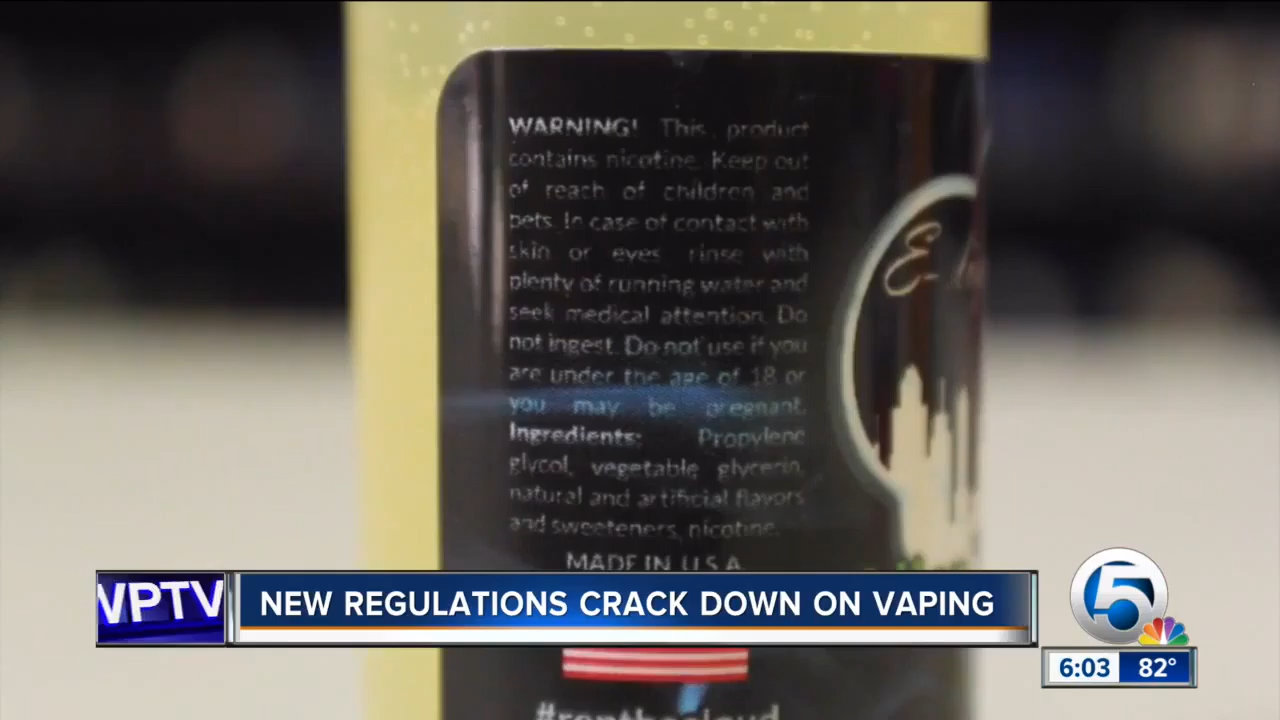 WARNING! This product
contains nicotine. Keep out
of reach of children and
pets. In case of contact with
skin or eyes rinse with
plenty of running water and
seek medical attention. Do
not ingest. Do not use if you
are under the age of 18 or
you may be pregnant.
Ingredients: Propylene
glycol, vegetable glycerin,
natural and artificial flavors
and sweeteners, nicotine.
MADE IN U.S.A.
WPTV
NEW REGULATIONS CRACK DOWN ON VAPING
5
6:03 82°